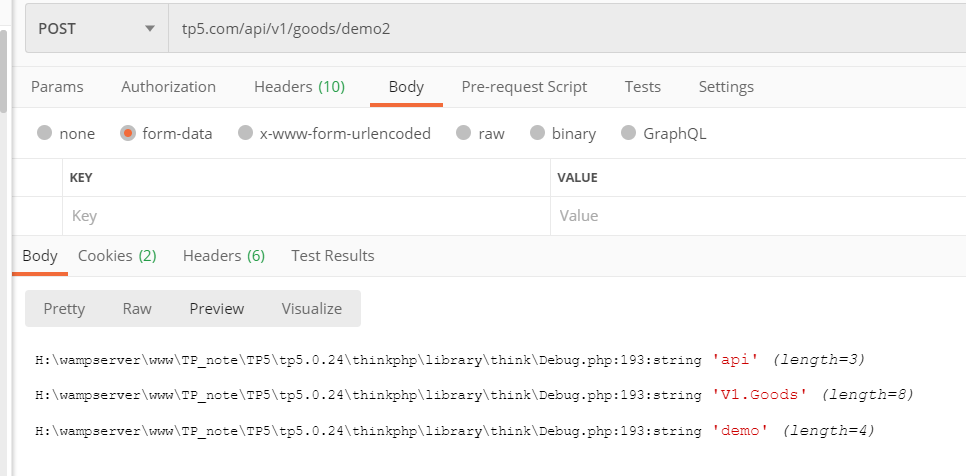 POST tp5.com/api/v1/goods/demo2
Params Authorization Headers (10) Body Pre-request Script Tests Settings
none form-data x-www-form-urlencoded raw binary GraphQL
KEY VALUE
Key Value
Body Cookies (2) Headers (6) Test Results
Pretty Raw Preview Visualize
H:\wampserver\www\TP_note\TP5\tp5.0.24\thinkphp\library\think\Debug.php:193:string 'api' (length=3)
H:\wampserver\www\TP_note\TP5\tp5.0.24\thinkphp\library\think\Debug.php:193:string 'V1.Goods' (length=8)
H:\wampserver\www\TP_note\TP5\tp5.0.24\thinkphp\library\think\Debug.php:193:string 'demo' (length=4)